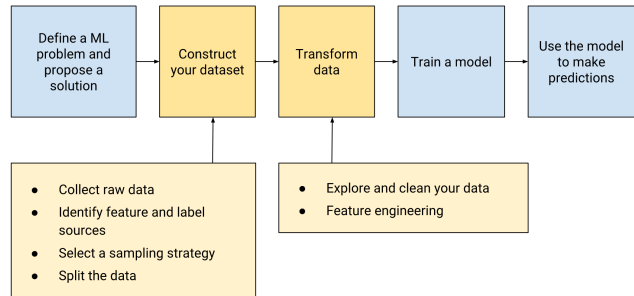 Define a ML
problem and
propose a
solution
Construct
your dataset
Transform
data
Train a model
Use the model
to make
predictions
● Collect raw data
● Identify feature and label
sources
● Select a sampling strategy
● Split the data
● Explore and clean your data
● Feature engineering